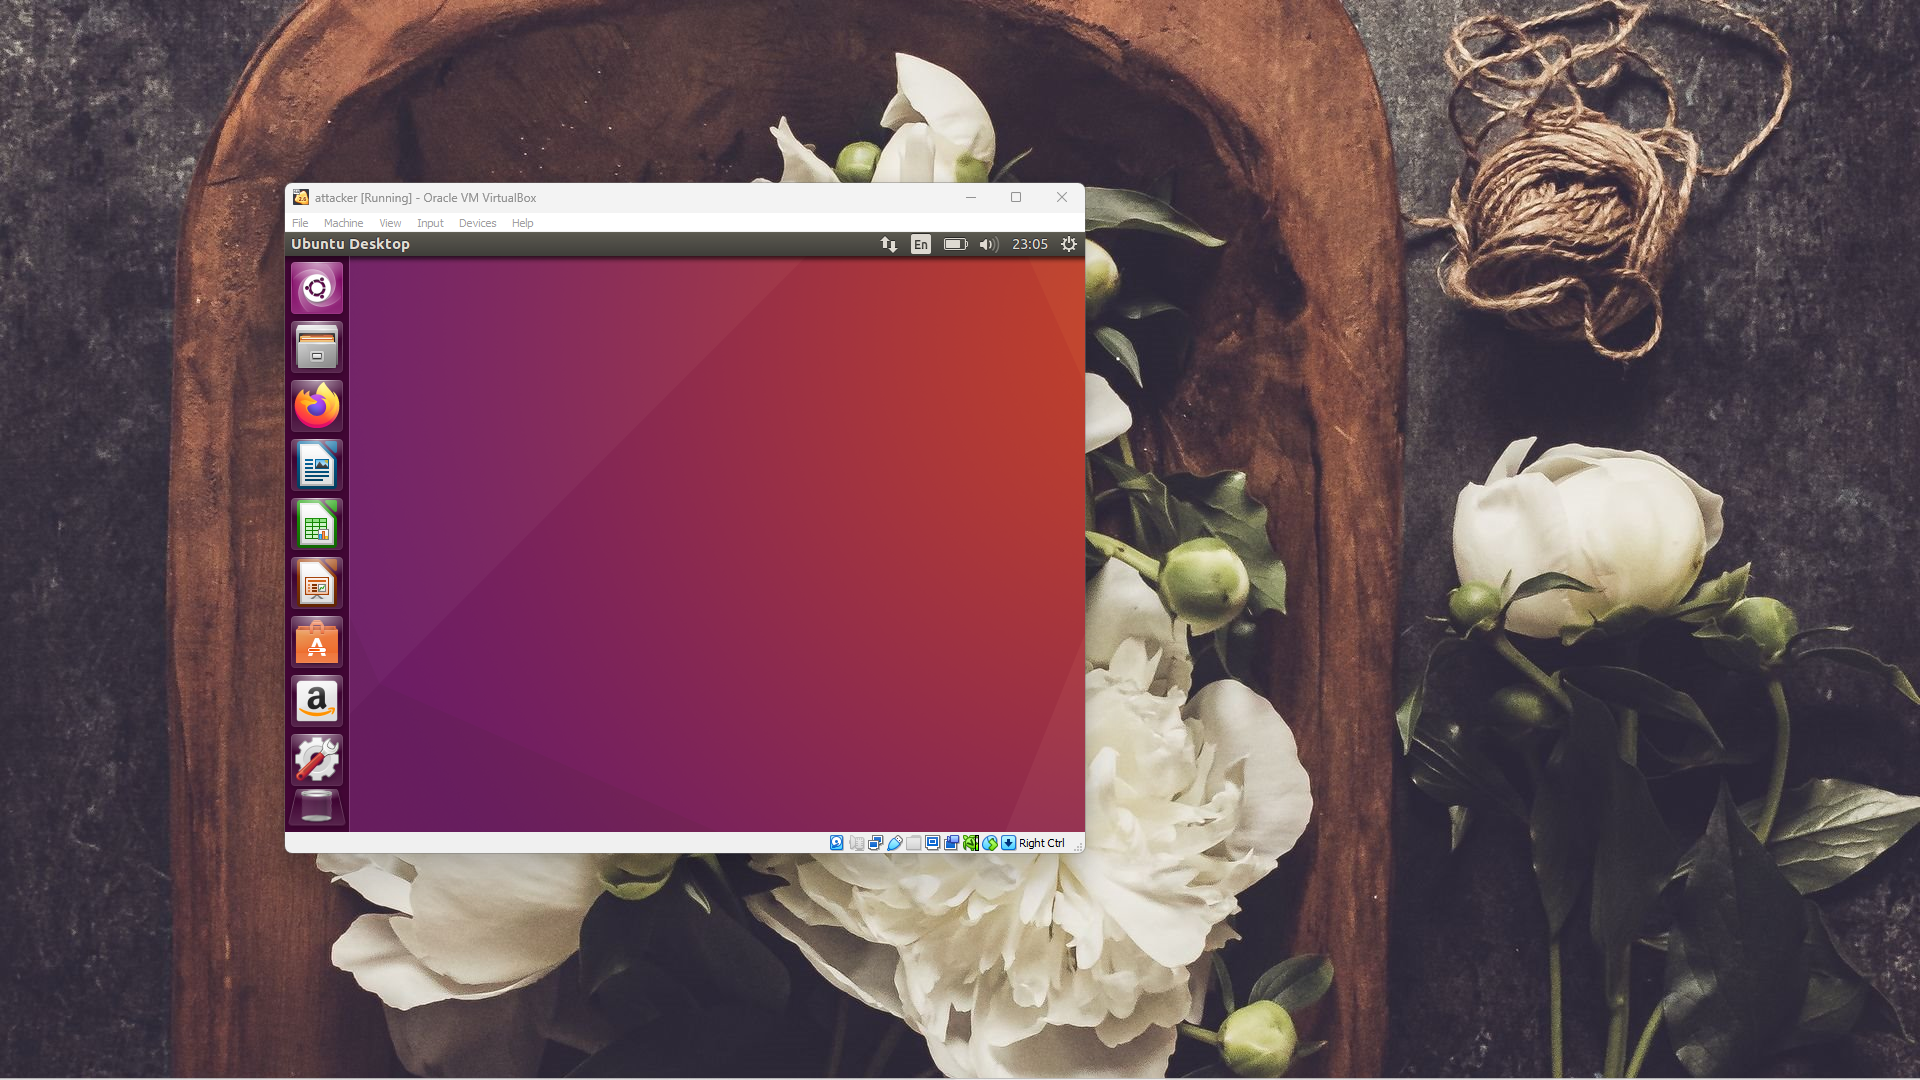 attacker [Running] - Oracle VM VirtualBox
File Machine View Input Devices Help
Ubuntu Desktop En 23:05
a
Right Ctrl